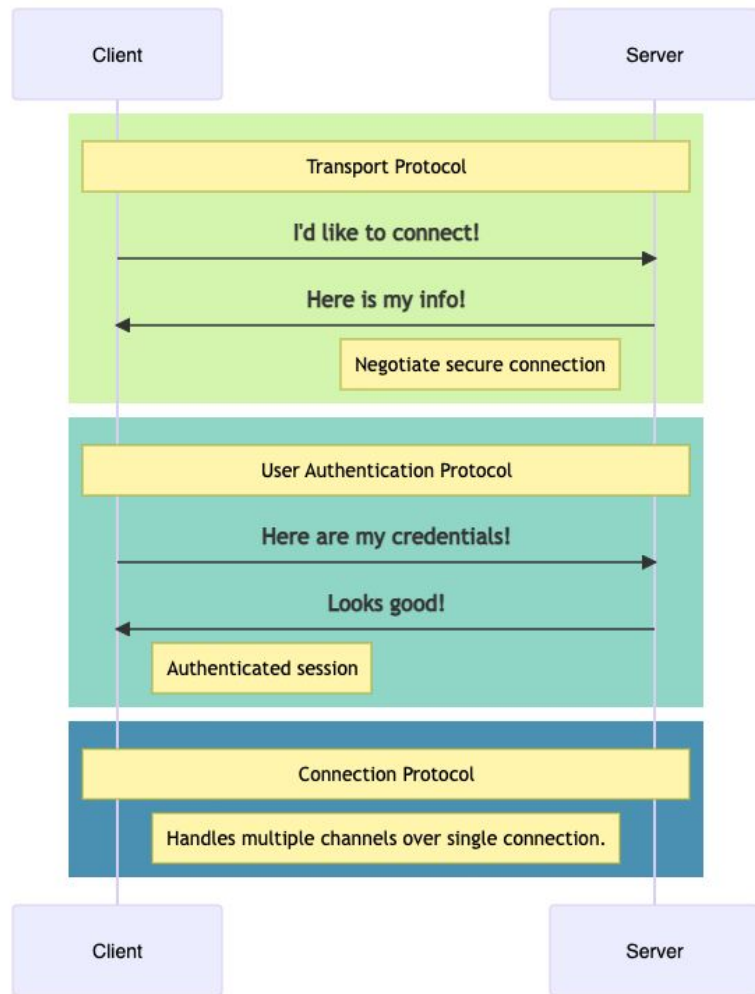 Client
Server
Transport Protocol
I'd like to connect!
Here is my info!
Negotiate secure connection
User Authentication Protocol
Here are my credentials!
Looks good!
Authenticated session
Connection Protocol
Handles multiple channels over single connection.
Client
Server